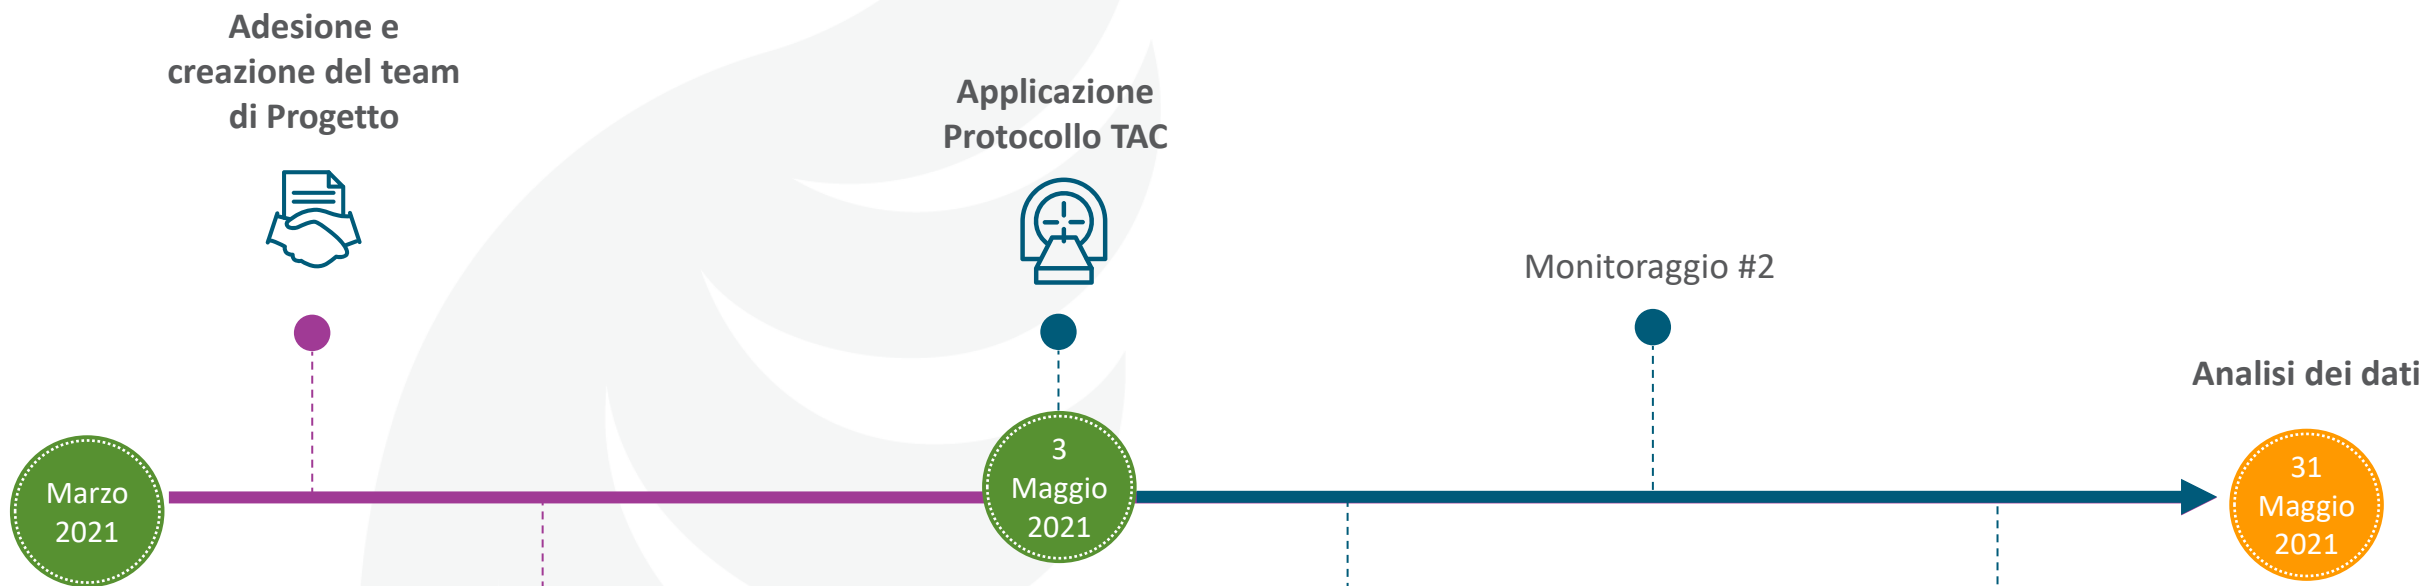 Adesione e
creazione del team
di Progetto
Applicazione
Protocollo TAC
Monitoraggio #2
Analisi dei dati
Marzo
2021
3
Maggio
2021
31
Maggio
2021